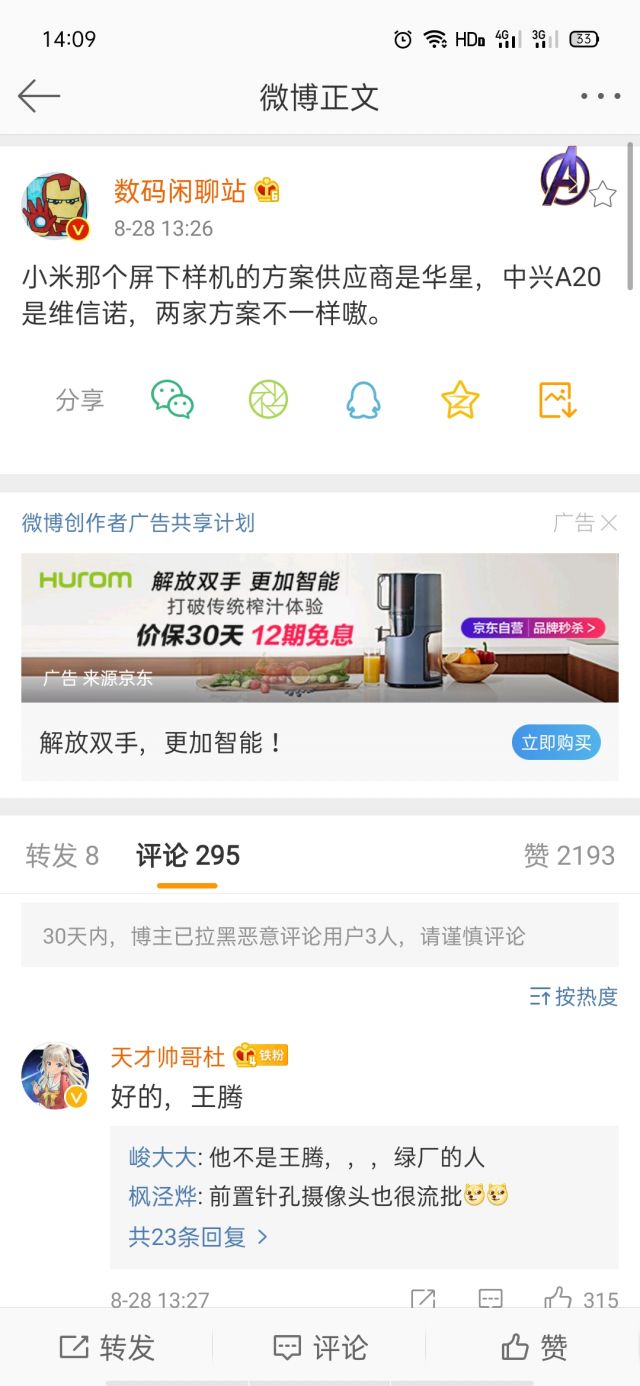 14:09
HD 4G 3G 33
微博正文
数码闲聊站
8-28 13:26
小米那个屏下样机的方案供应商是华星，中兴A20
是维信诺，两家方案不一样嗷。
分享
微博创作者广告共享计划
广告
HUROM 解放双手 更加智能
打破传统榨汁体验
价保30天 12期免息
京东自营 品牌秒杀 >
广告 来源京东
解放双手，更加智能！
立即购买
转发 8 评论 295 赞 2193
30天内，博主已拉黑恶意评论用户3人，请谨慎评论
按热度
天才帅哥杜 铁粉
好的，王腾
峻大大: 他不是王腾，，，绿厂的人
枫泾烨: 前置针孔摄像头也很流批
共23条回复 >
8-28 13:27 315
转发 评论 赞